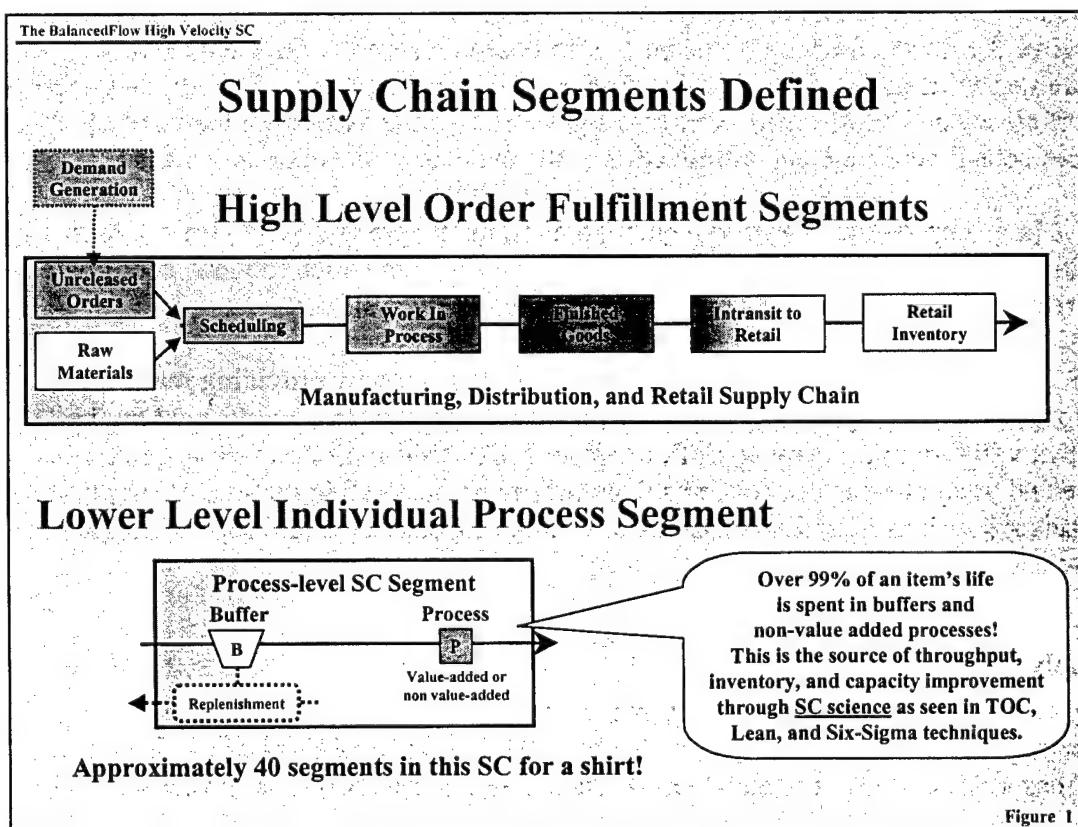 The BalancedFlow High Velocity SC
Supply Chain Segments Defined
Demand
Generation
High Level Order Fulfillment Segments
Unreleased
Orders
Raw
Materials
Scheduling
Work In
Process
Finished
Goods
Intransit to
Retail
Retail
Inventory
Manufacturing, Distribution, and Retail Supply Chain
Lower Level Individual Process Segment
Process-level SC Segment
Buffer
Process
B
P
Value-added or
non value-added
Replenishment
Over 99% of an item's life
is spent in buffers and
non-value added processes!
This is the source of throughput,
inventory, and capacity improvement
through SC science as seen in TOC,
Lean, and Six-Sigma techniques.
Approximately 40 segments in this SC for a shirt!
Figure 1